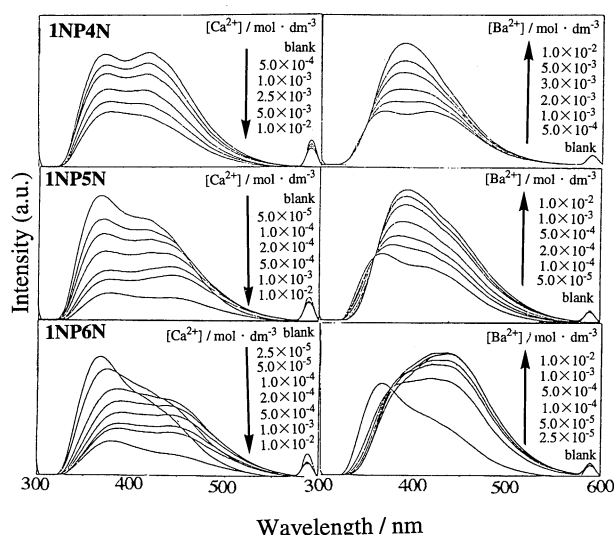 1NP4N
[Ca²⁺] / mol · dm⁻³
blank
5.0×10⁻⁴
1.0×10⁻³
2.5×10⁻³
5.0×10⁻³
1.0×10⁻²
[Ba²⁺] / mol · dm⁻³
1.0×10⁻²
5.0×10⁻³
3.0×10⁻³
2.0×10⁻³
1.0×10⁻³
5.0×10⁻⁴
blank
1NP5N
[Ca²⁺] / mol · dm⁻³
blank
5.0×10⁻⁵
1.0×10⁻⁴
2.0×10⁻⁴
5.0×10⁻⁴
1.0×10⁻³
1.0×10⁻²
[Ba²⁺] / mol · dm⁻³
1.0×10⁻²
1.0×10⁻³
5.0×10⁻⁴
2.0×10⁻⁴
1.0×10⁻⁴
5.0×10⁻⁵
blank
1NP6N
[Ca²⁺] / mol · dm⁻³ blank
2.5×10⁻⁵
5.0×10⁻⁵
1.0×10⁻⁴
2.0×10⁻⁴
5.0×10⁻⁴
1.0×10⁻³
1.0×10⁻²
[Ba²⁺] / mol · dm⁻³
1.0×10⁻²
1.0×10⁻³
5.0×10⁻⁴
1.0×10⁻⁴
5.0×10⁻⁵
2.5×10⁻⁵
blank
Intensity (a.u.)
300 400 500 300 400 500 600
Wavelength / nm